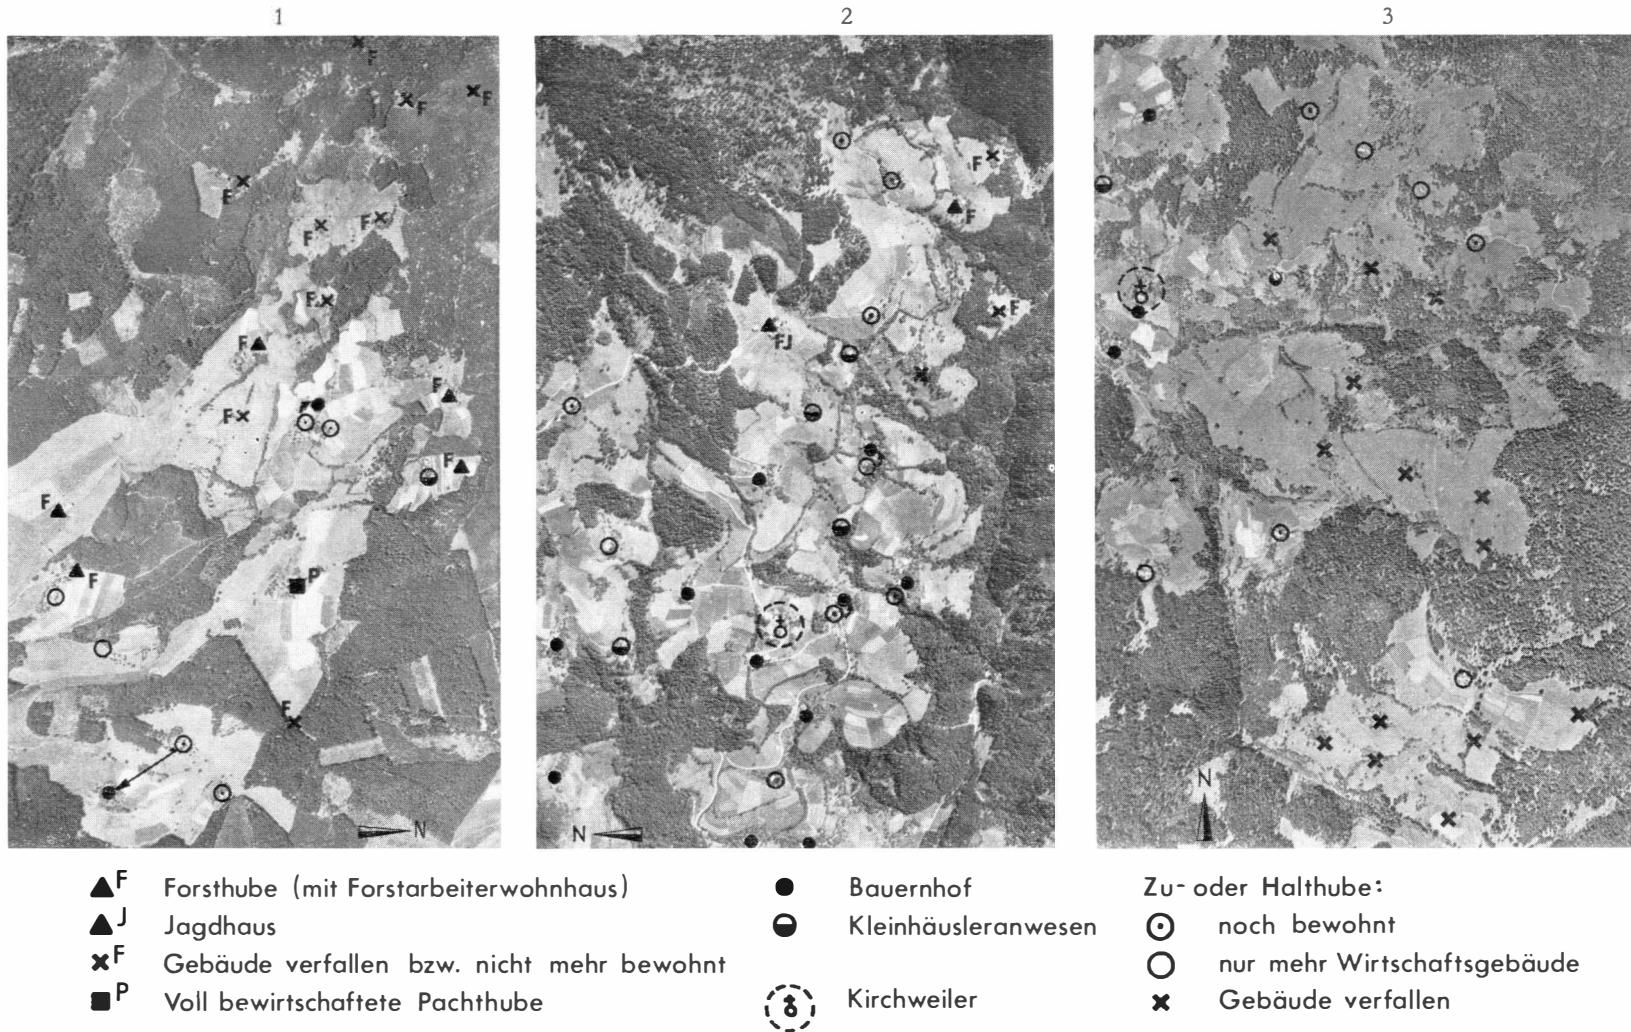 1 2 3
F
F F
F
F F
FJ
F
F
F
F
F
P
F
N
F
F
F
FJ
N
N
F Forsthube (mit Forstarbeiterwohnhaus)
J Jagdhaus
F Gebäude verfallen bzw. nicht mehr bewohnt
P Voll bewirtschaftete Pachthube
Bauernhof
Kleinhäusleranwesen
Kirchweiler
Zu- oder Halthube:
noch bewohnt
nur mehr Wirtschaftsgebäude
Gebäude verfallen